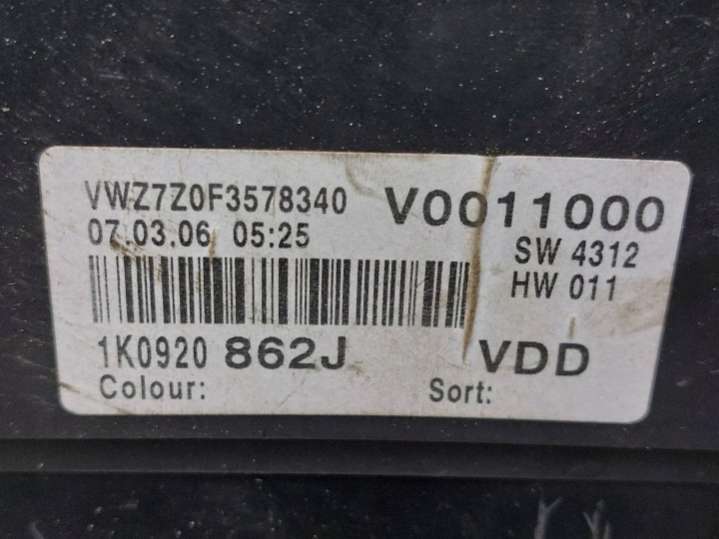 VWZ7Z0F3578340 V0011000
07.03.06 05:25 SW 4312
HW 011
1K0920 862J VDD
Colour: Sort: